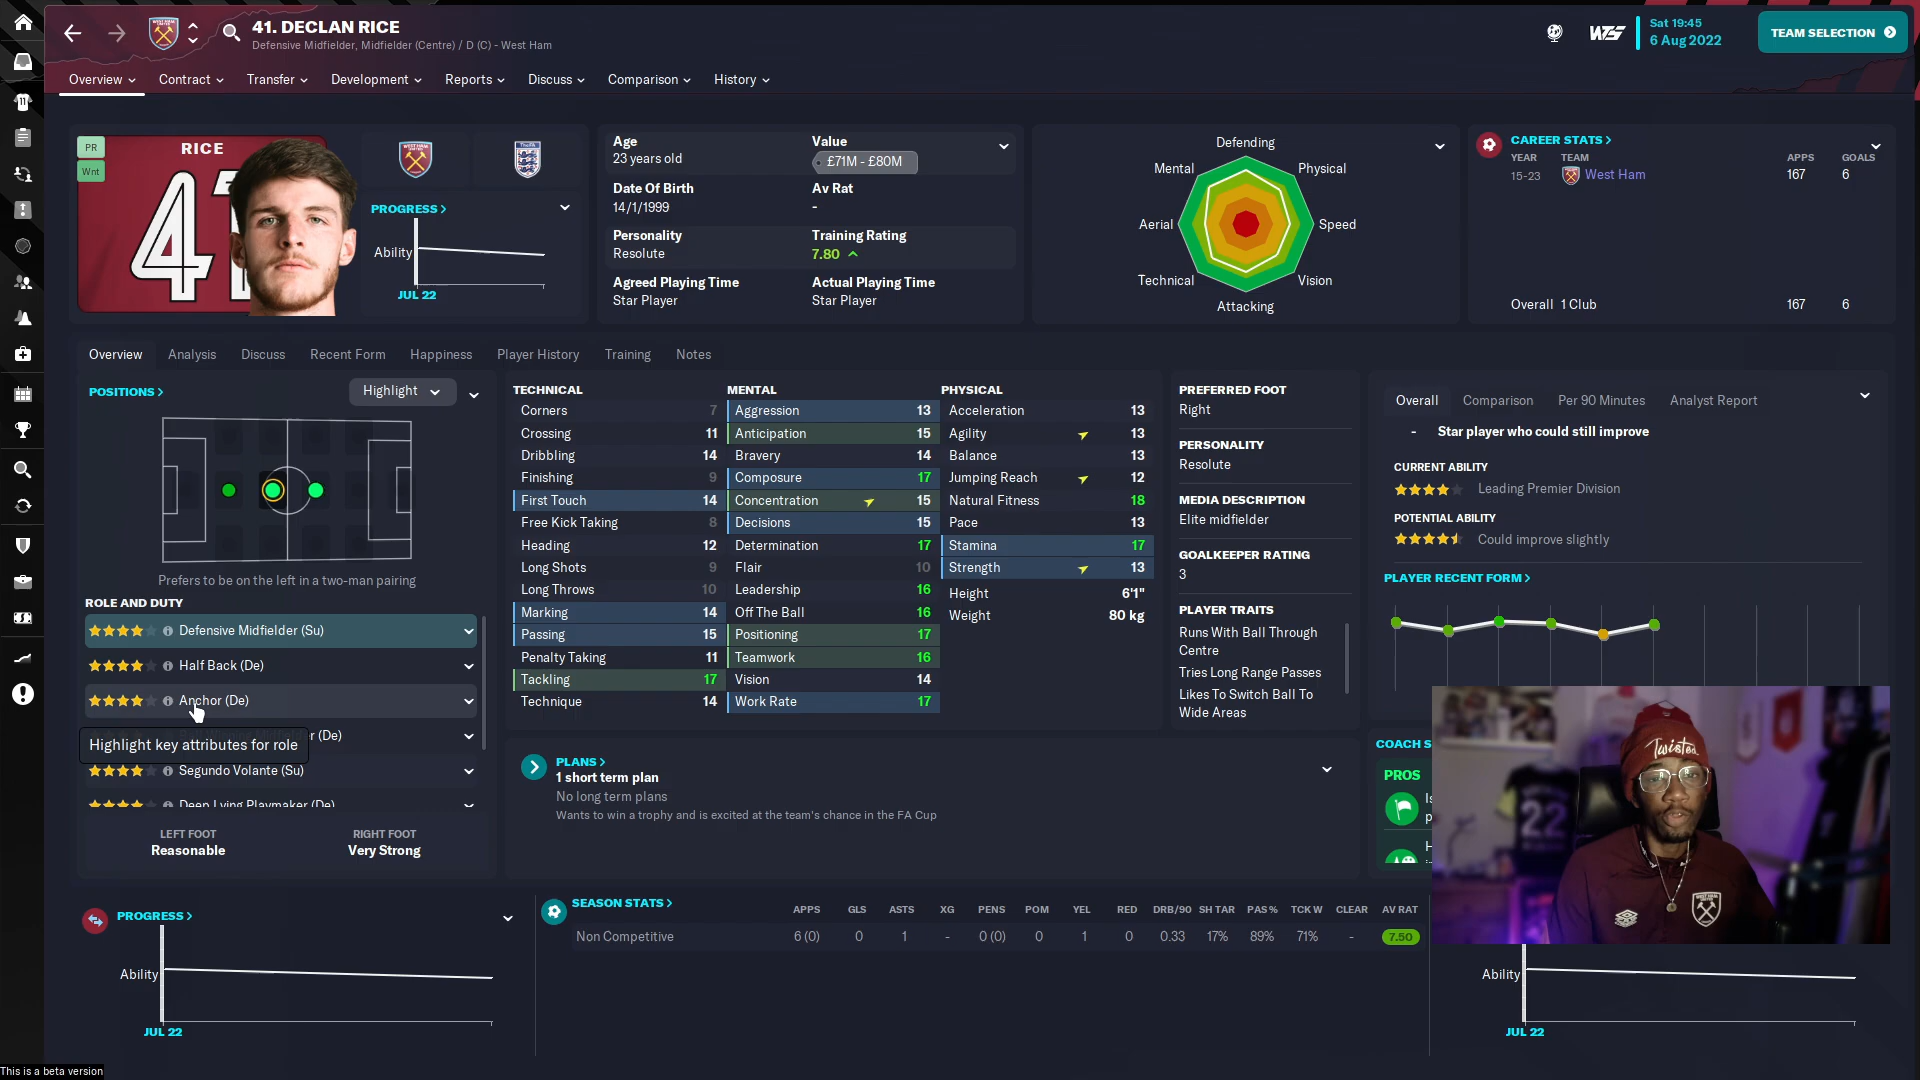 41. DECLAN RICE
Defensive Midfielder, Midfielder (Centre) / D (C) - West Ham
Sat 19:45
6 Aug 2022
TEAM SELECTION
Overview
Contract
Transfer
Development
Reports
Discuss
Comparison
History
PR
Wnt
RICE
PROGRESS
Ability
JUL 22
Age
23 years old
Value
£71M - £80M
Date Of Birth
14/1/1999
Av Rat
-
Personality
Resolute
Training Rating
7.80
Agreed Playing Time
Star Player
Actual Playing Time
Star Player
Defending
Mental
Physical
Aerial
Speed
Technical
Vision
Attacking
CAREER STATS
YEAR TEAM APPS GOALS
15-23 West Ham 167 6
Overall 1 Club 167 6
Overview
Analysis
Discuss
Recent Form
Happiness
Player History
Training
Notes
POSITIONS
Highlight
Prefers to be on the left in a two-man pairing
ROLE AND DUTY
Defensive Midfielder (Su)
Half Back (De)
Anchor (De)
Highlight key attributes for role
r (De)
Segundo Volante (Su)
Deep Lying Playmaker (De)
LEFT FOOT
Reasonable
RIGHT FOOT
Very Strong
TECHNICAL
Corners 7
Crossing 11
Dribbling 14
Finishing 9
First Touch 14
Free Kick Taking 8
Heading 12
Long Shots 9
Long Throws 10
Marking 14
Passing 15
Penalty Taking 11
Tackling 17
Technique 14
MENTAL
Aggression 13
Anticipation 15
Bravery 14
Composure 17
Concentration 15
Decisions 15
Determination 17
Flair 10
Leadership 16
Off The Ball 16
Positioning 17
Teamwork 16
Vision 14
Work Rate 17
PHYSICAL
Acceleration 13
Agility 13
Balance 13
Jumping Reach 12
Natural Fitness 18
Pace 13
Stamina 17
Strength 13
Height 6'1"
Weight 80 kg
PREFERRED FOOT
Right
PERSONALITY
Resolute
MEDIA DESCRIPTION
Elite midfielder
GOALKEEPER RATING
3
PLAYER TRAITS
Runs With Ball Through
Centre
Tries Long Range Passes
Likes To Switch Ball To
Wide Areas
Overall
Comparison
Per 90 Minutes
Analyst Report
- Star player who could still improve
CURRENT ABILITY
Leading Premier Division
POTENTIAL ABILITY
Could improve slightly
PLAYER RECENT FORM
PLANS
1 short term plan
No long term plans
Wants to win a trophy and is excited at the team's chance in the FA Cup
COACH S
PROS
Twisted
22
PROGRESS
Ability
JUL 22
SEASON STATS
APPS GLS ASTS XG PENS POM YEL RED DRB/90 SH TAR PAS % TCK W CLEAR AV RAT
Non Competitive 6 (0) 0 1 - 0 (0) 0 1 0 0.33 17% 89% 71% - 7.50
Ability
JUL 22
This is a beta version